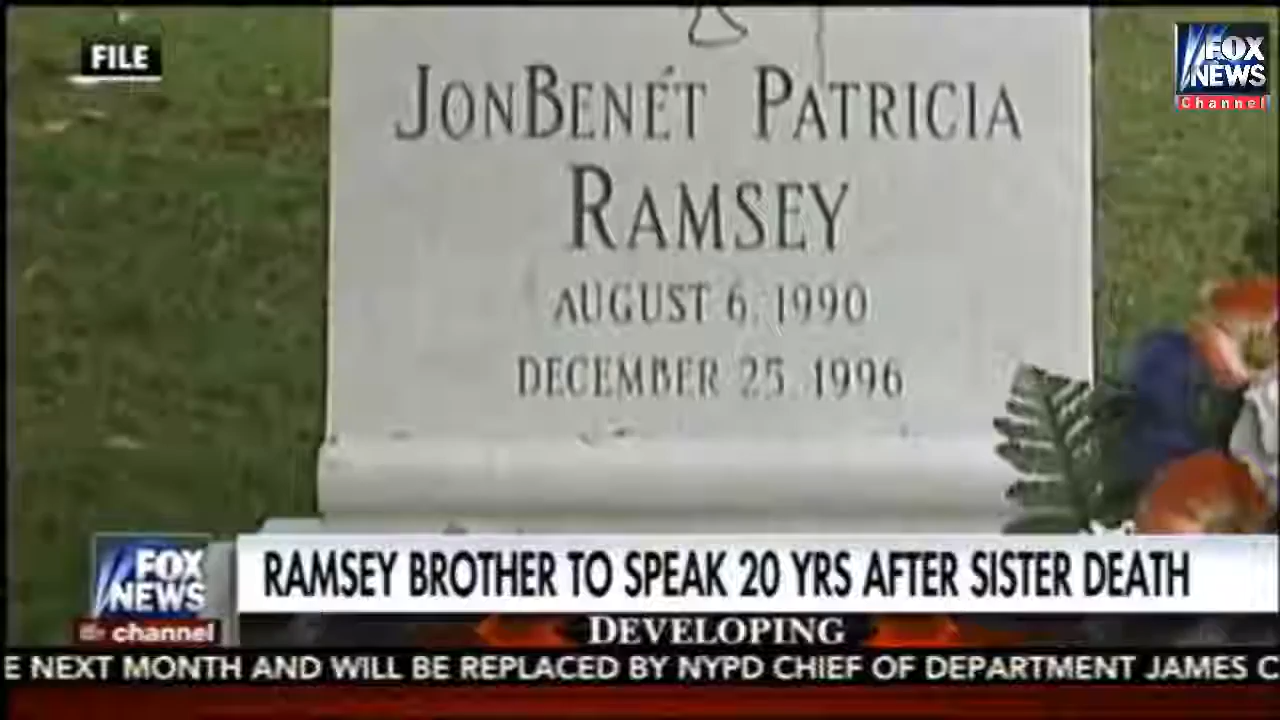 FILE
FOX
NEWS
Channel
JONBENÉT PATRICIA
RAMSEY
AUGUST 6, 1990
DECEMBER 25, 1996
FOX
NEWS
channel
RAMSEY BROTHER TO SPEAK 20 YRS AFTER SISTER DEATH
DEVELOPING
E NEXT MONTH AND WILL BE REPLACED BY NYPD CHIEF OF DEPARTMENT JAMES C